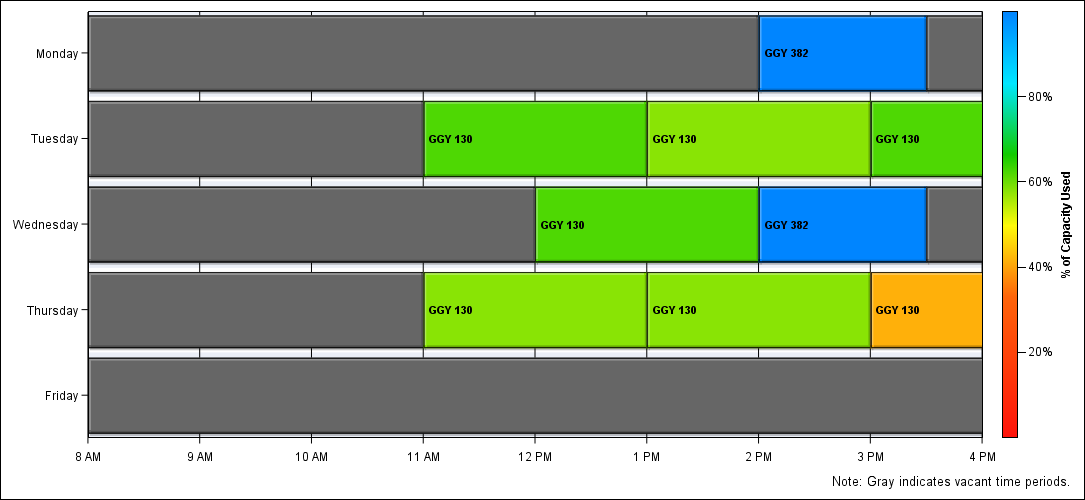 Monday
GGY 382
Tuesday
GGY 130
GGY 130
GGY 130
Wednesday
GGY 130
GGY 382
Thursday
GGY 130
GGY 130
GGY 130
Friday
8 AM
9 AM
10 AM
11 AM
12 PM
1 PM
2 PM
3 PM
4 PM
80%
60%
40%
20%
% of Capacity Used
Note: Gray indicates vacant time periods.